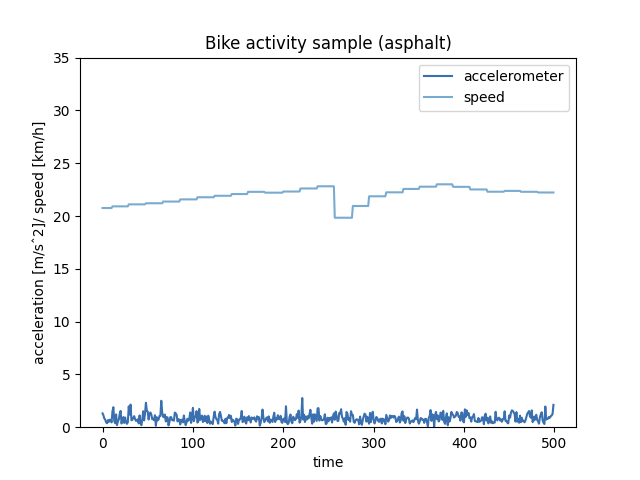 Bike activity sample (asphalt)
accelerometer
speed
acceleration [m/sˆ2]/ speed [km/h]
35
30
25
20
15
10
5
0
0 100 200 300 400 500
time